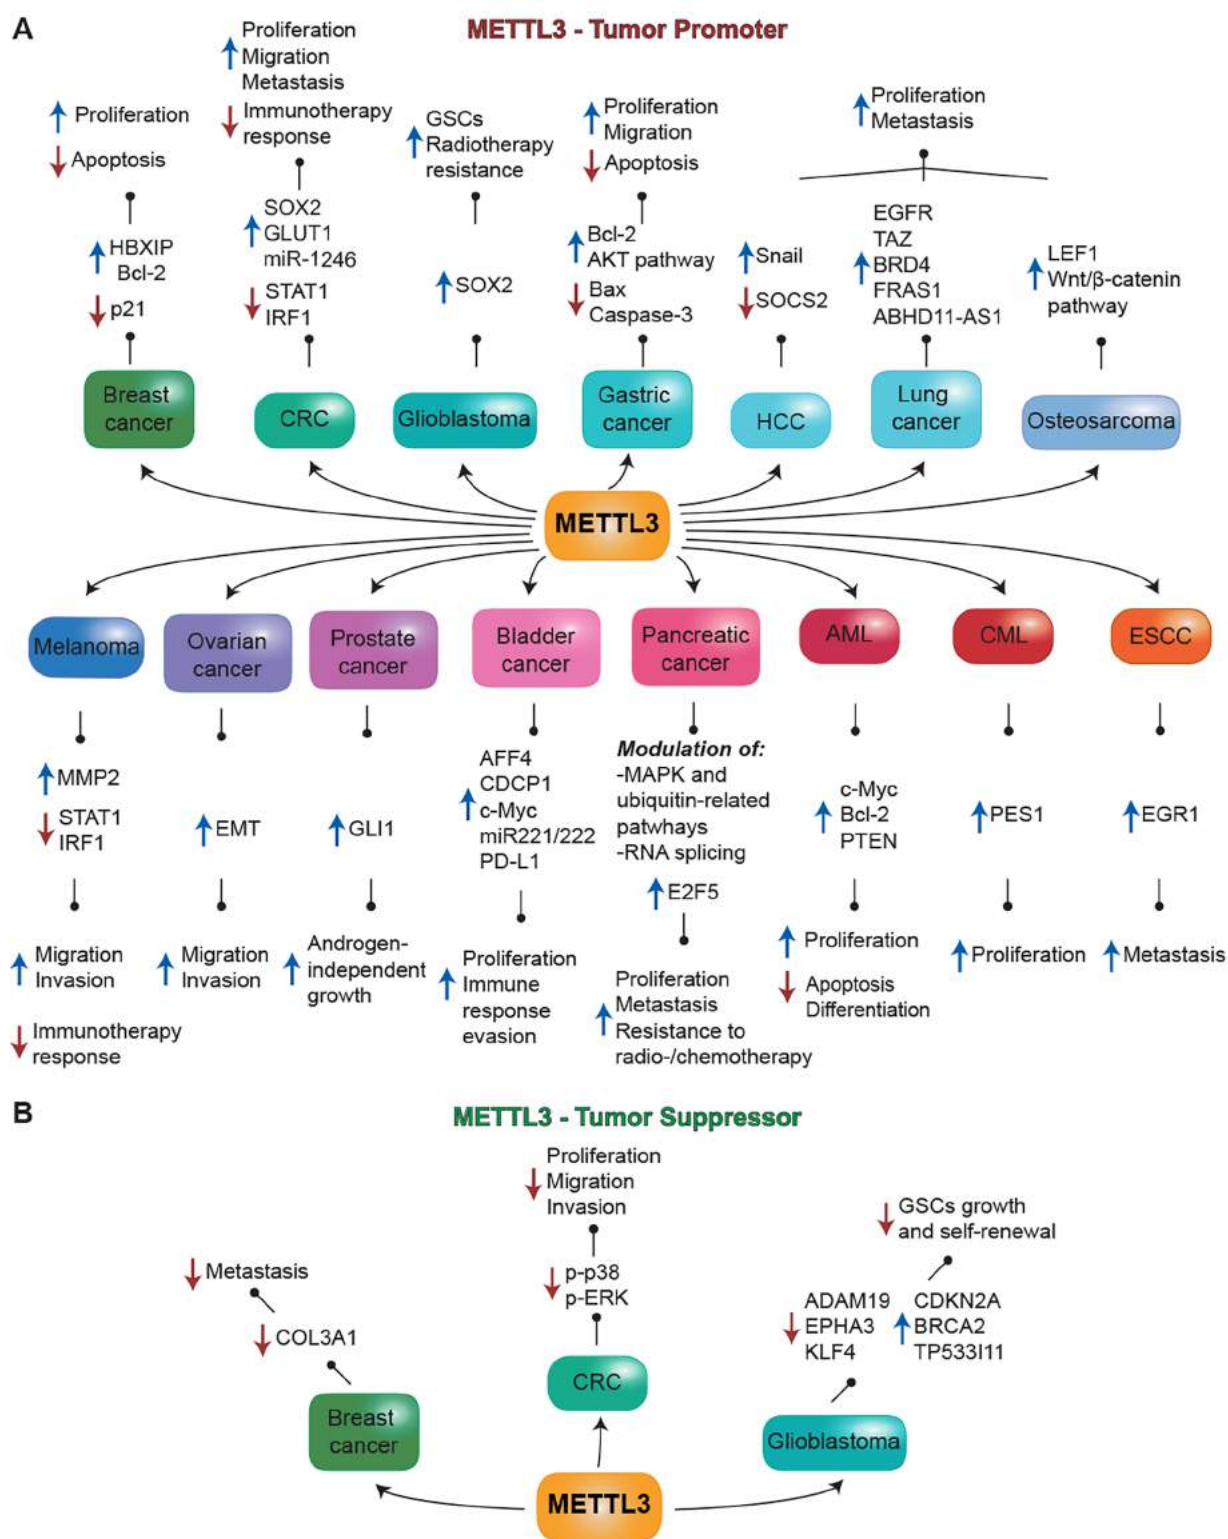 A
METTL3 - Tumor Promoter
Proliferation
Apoptosis
HBXIP
Bcl-2
p21
Breast
cancer
Proliferation
Migration
Metastasis
Immunotherapy
response
SOX2
GLUT1
miR-1246
STAT1
IRF1
CRC
GSCs
Radiotherapy
resistance
SOX2
Glioblastoma
Proliferation
Migration
Apoptosis
Bcl-2
AKT pathway
Bax
Caspase-3
Gastric
cancer
Proliferation
Metastasis
Snail
SOCS2
HCC
EGFR
TAZ
BRD4
FRAS1
ABHD11-AS1
Lung
cancer
LEF1
Wnt/β-catenin
pathway
Osteosarcoma
METTL3
Melanoma
MMP2
STAT1
IRF1
Migration
Invasion
Immunotherapy
response
Ovarian
cancer
EMT
Migration
Invasion
Prostate
cancer
GLI1
Androgen-
independent
growth
Bladder
cancer
AFF4
CDCP1
c-Myc
miR221/222
PD-L1
Proliferation
Immune
response
evasion
Pancreatic
cancer
Modulation of:
-MAPK and
ubiquitin-related
patwhays
-RNA splicing
E2F5
Proliferation
Metastasis
Resistance to
radio-/chemotherapy
AML
c-Myc
Bcl-2
PTEN
Proliferation
Apoptosis
Differentiation
CML
PES1
Proliferation
ESCC
EGR1
Metastasis
B
METTL3 - Tumor Suppressor
Metastasis
COL3A1
Breast
cancer
Proliferation
Migration
Invasion
p-p38
p-ERK
CRC
GSCs growth
and self-renewal
ADAM19
EPHA3
KLF4
CDKN2A
BRCA2
TP533I11
Glioblastoma
METTL3